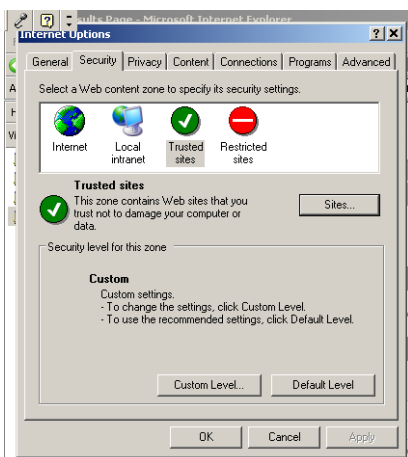 sults Page - Microsoft Internet Explorer
Internet Options
General Security Privacy Content Connections Programs Advanced
Select a Web content zone to specify its security settings.
Internet
Local intranet
Trusted sites
Restricted sites
Trusted sites
This zone contains Web sites that you
trust not to damage your computer or
data.
Sites...
Security level for this zone
Custom
Custom settings.
- To change the settings, click Custom Level.
- To use the recommended settings, click Default Level.
Custom Level... Default Level
OK Cancel Apply